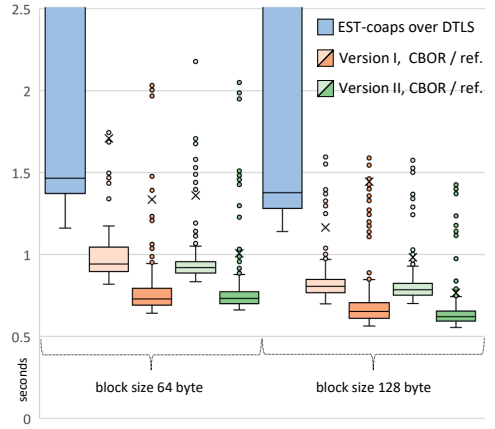 2.5
EST-coaps over DTLS
Version I, CBOR / ref.
Version II, CBOR / ref.
2
1.5
1
0.5
seconds
block size 64 byte
block size 128 byte
0